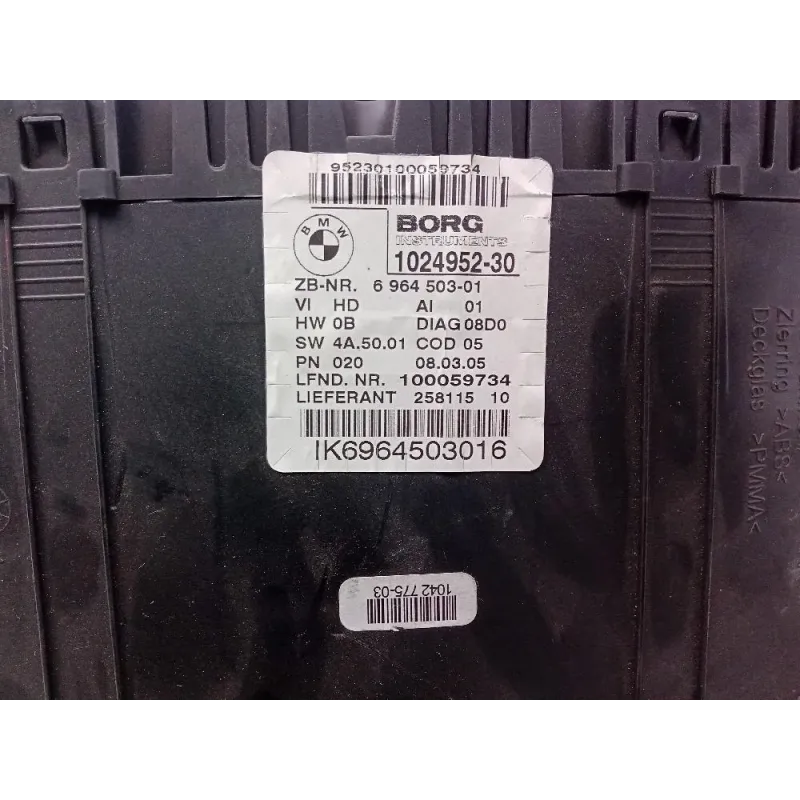 95230100059734
BMW
BORG
INSTRUMENTS
1024952-30
ZB-NR. 6 964 503-01
VI HD AI 01
HW 0B DIAG 08D0
SW 4A.50.01 COD 05
PN 020 08.03.05
LFND. NR. 100059734
LIEFERANT 258115 10
IK6964503016
1042 775-03
Zierring >ABS<
Deckglas >PMMA<